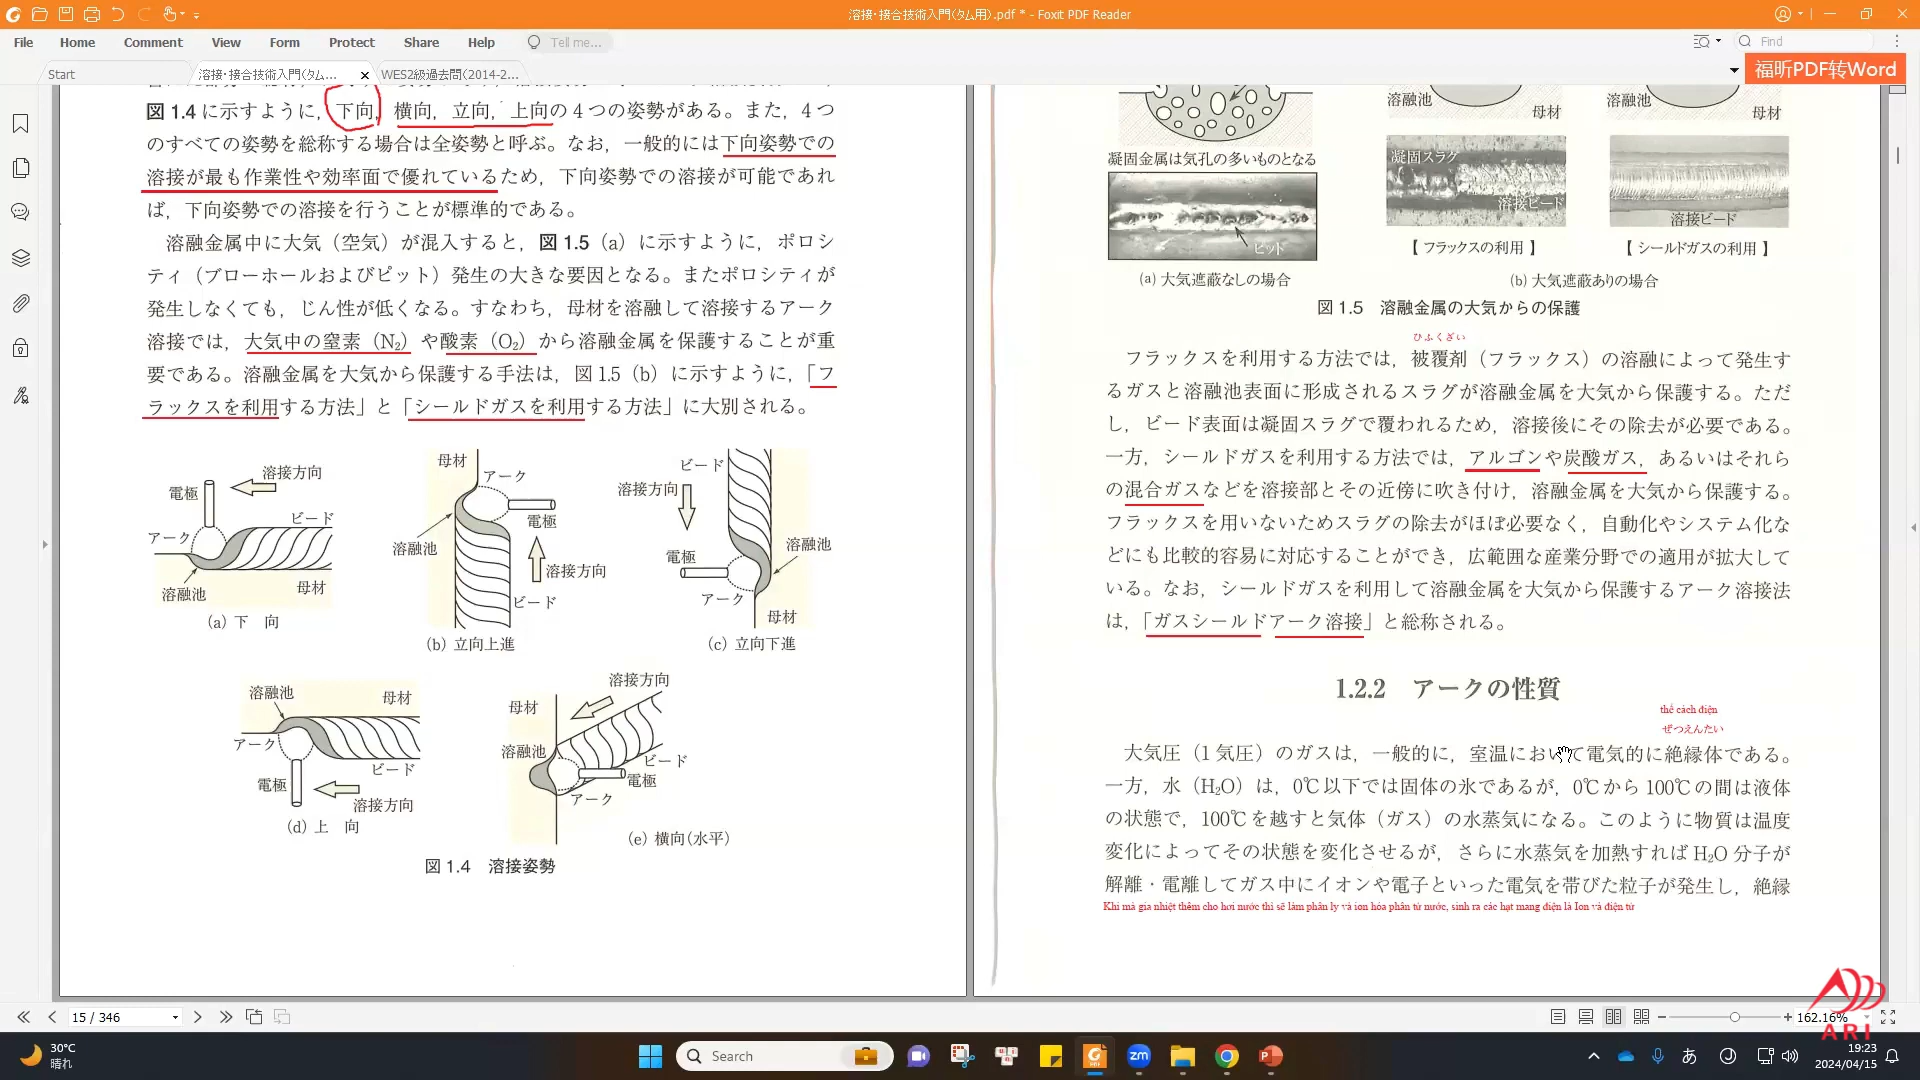 溶接・接合技術入門(タム用).pdf * - Foxit PDF Reader
File Home Comment View Form Protect Share Help Tell me... Find
Start 溶接・接合技術入門(タム... WES2級過去問(2014-2... 福昕PDF转Word
図 1.4 に示すように，下向，横向，立向，上向の 4 つの姿勢がある。また，4 つ
のすべての姿勢を総称する場合は全姿勢と呼ぶ。なお，一般的には下向姿勢での
溶接が最も作業性や効率面で優れているため，下向姿勢での溶接が可能であれ
ば，下向姿勢での溶接を行うことが標準的である。
溶融金属中に大気（空気）が混入すると，図 1.5（a）に示すように，ポロシ
ティ（ブローホールおよびピット）発生の大きな要因となる。またポロシティが
発生しなくても，じん性が低くなる。すなわち，母材を溶融して溶接するアーク
溶接では，大気中の窒素（N₂）や酸素（O₂）から溶融金属を保護することが重
要である。溶融金属を大気から保護する手法は，図 1.5（b）に示すように，「フ
ラックスを利用する方法」と「シールドガスを利用する方法」に大別される。
溶接方向
電極
ビード
アーク
溶融池
母材
(a) 下　向
母材
アーク
電極
溶融池
溶接方向
ビード
(b) 立向上進
ビード
溶接方向
溶融池
電極
アーク
母材
(c) 立向下進
溶融池
母材
アーク
ビード
電極
溶接方向
(d) 上　向
溶接方向
母材
溶融池
ビード
電極
アーク
(e) 横向(水平)
図 1.4　溶接姿勢
溶融池 母材
溶融池 母材
凝固金属は気孔の多いものとなる
ピット
凝固スラグ
溶接ビード
溶接ビード
【 フラックスの利用 】
【 シールドガスの利用 】
(a) 大気遮蔽なしの場合
(b) 大気遮蔽ありの場合
図 1.5　溶融金属の大気からの保護
ひふくざい
フラックスを利用する方法では，被覆剤（フラックス）の溶融によって発生す
るガスと溶融池表面に形成されるスラグが溶融金属を大気から保護する。ただ
し，ビード表面は凝固スラグで覆われるため，溶接後にその除去が必要である。
一方，シールドガスを利用する方法では，アルゴンや炭酸ガス，あるいはそれら
の混合ガスなどを溶接部とその近傍に吹き付け，溶融金属を大気から保護する。
フラックスを用いないためスラグの除去がほぼ必要なく，自動化やシステム化な
どにも比較的容易に対応することができ，広範囲な産業分野での適用が拡大して
いる。なお，シールドガスを利用して溶融金属を大気から保護するアーク溶接法
は，「ガスシールドアーク溶接」と総称される。
1.2.2　アークの性質
thể cách điện
ぜつえんたい
大気圧（1 気圧）のガスは，一般的に，室温において電気的に絶縁体である。
一方，水（H₂O）は，0℃以下では固体の氷であるが，0℃から 100℃の間は液体
の状態で，100℃を越すと気体（ガス）の水蒸気になる。このように物質は温度
変化によってその状態を変化させるが，さらに水蒸気を加熱すれば H₂O 分子が
解離・電離してガス中にイオンや電子といった電気を帯びた粒子が発生し，絶縁
Khi mà gia nhiệt thêm cho hơi nước thì sẽ làm phân ly và ion hóa phân tử nước, sinh ra các hạt mang điện là Ion và điện tử
ARI
15 / 346 162.16%
30℃
晴れ
Search
あ
19:23
2024/04/15